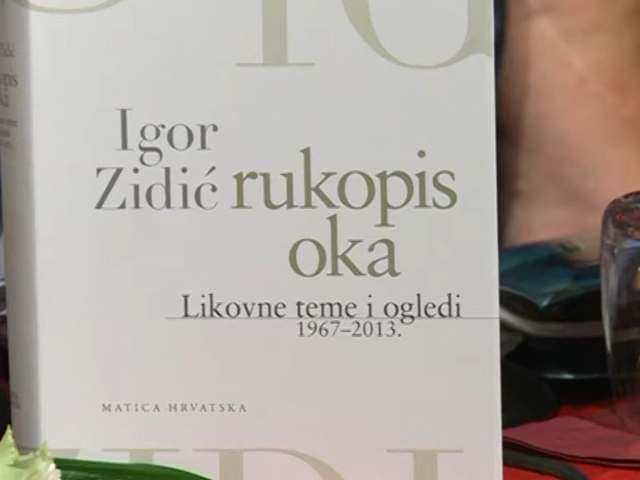 Igor
Zidić rukopis
oka
Likovne teme i ogledi
1967–2013.
MATICA HRVATSKA